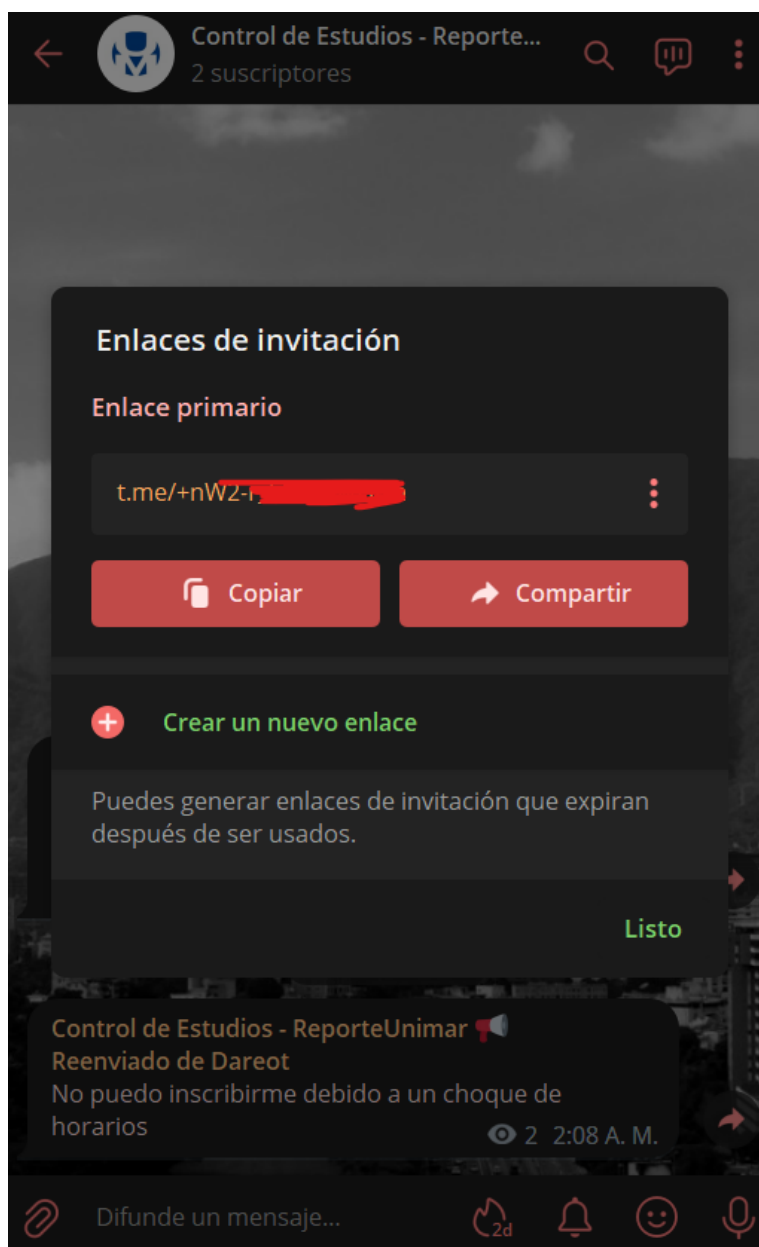 Control de Estudios - Reporte...
2 suscriptores
Enlaces de invitación
Enlace primario
t.me/+nW2-
Copiar
Compartir
Crear un nuevo enlace
Puedes generar enlaces de invitación que expiran
después de ser usados.
Listo
Control de Estudios - ReporteUnimar
Reenviado de Dareot
No puedo inscribirme debido a un choque de
horarios
2 2:08 A. M.
Difunde un mensaje...
2d